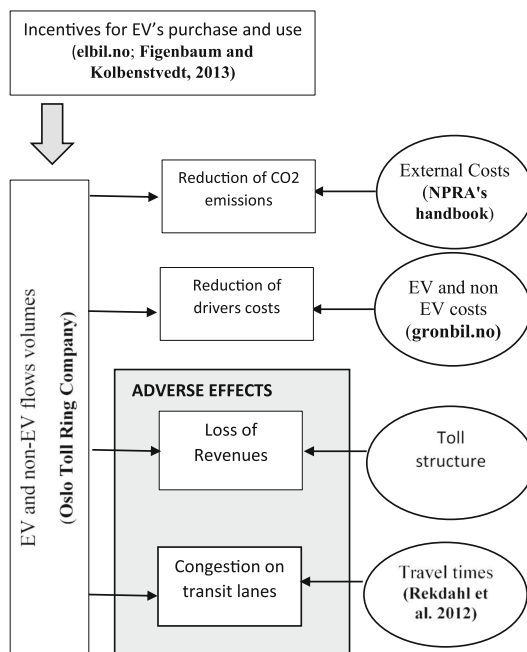 Incentives for EV's purchase and use
(elbil.no; Figenbaum and
Kolbenstvedt, 2013)
EV and non-EV flows volumes
(Oslo Toll Ring Company)
Reduction of CO2
emissions
External Costs
(NPRA's
handbook)
Reduction of
drivers costs
EV and non
EV costs
(gronbil.no)
ADVERSE EFFECTS
Loss of
Revenues
Toll
structure
Congestion on
transit lanes
Travel times
(Rekdahl et
al. 2012)